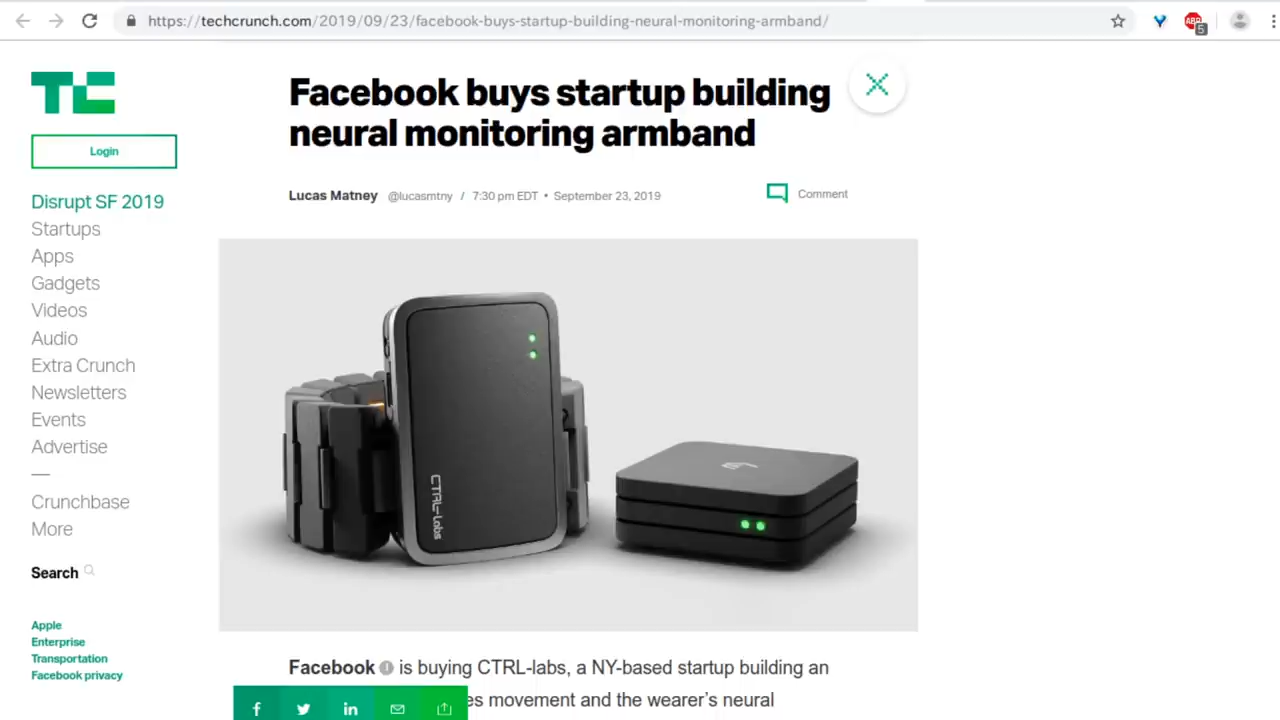 https://techcrunch.com/2019/09/23/facebook-buys-startup-building-neural-monitoring-armband/
ABP
5
TC
Login
Disrupt SF 2019
Startups
Apps
Gadgets
Videos
Audio
Extra Crunch
Newsletters
Events
Advertise
—
Crunchbase
More
Search
Apple
Enterprise
Transportation
Facebook privacy
Facebook buys startup building
neural monitoring armband
Lucas Matney @lucasmtny / 7:30 pm EDT • September 23, 2019
Comment
CTRL-Labs
Facebook is buying CTRL-labs, a NY-based startup building an
es movement and the wearer’s neural